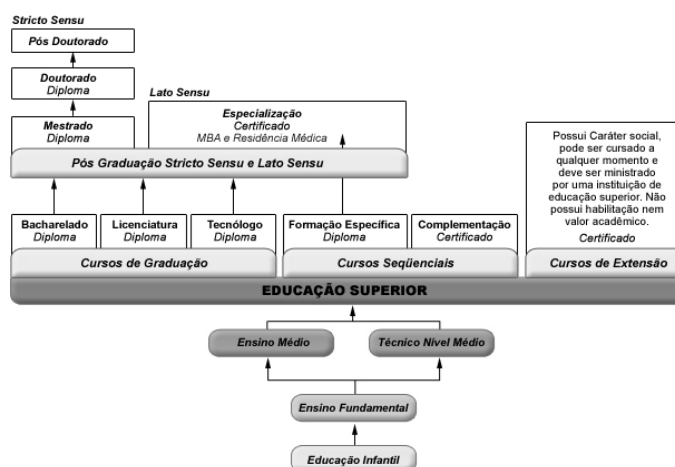 Stricto Sensu
Pós Doutorado
Doutorado
Diploma
Mestrado
Diploma
Lato Sensu
Especialização
Certificado
MBA e Residência Médica
Pós Graduação Stricto Sensu e Lato Sensu
Bacharelado
Diploma
Licenciatura
Diploma
Tecnólogo
Diploma
Formação Específica
Diploma
Complementação
Certificado
Possui Caráter social,
pode ser cursado a
qualquer momento e
deve ser ministrado
por uma instituição de
educação superior. Não
possui habilitação nem
valor acadêmico.
Certificado
Cursos de Graduação
Cursos Seqüenciais
Cursos de Extensão
EDUCAÇÃO SUPERIOR
Ensino Médio
Técnico Nível Médio
Ensino Fundamental
Educação Infantil